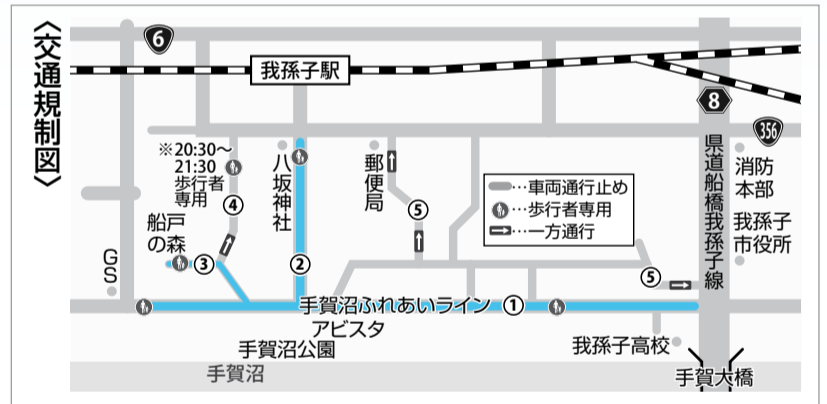 〈交通規制図〉
6
我孫子駅
8
356
※20:30〜
21:30
歩行者
専用
④
八坂神社
郵便局
⑤
…車両通行止め
…歩行者専用
…一方通行
県道船橋我孫子線
消防
本部
我孫子
市役所
船戸
の森
③
②
⑤
GS
手賀沼ふれあいライン
①
アビスタ
手賀沼公園
我孫子高校
手賀沼
手賀大橋